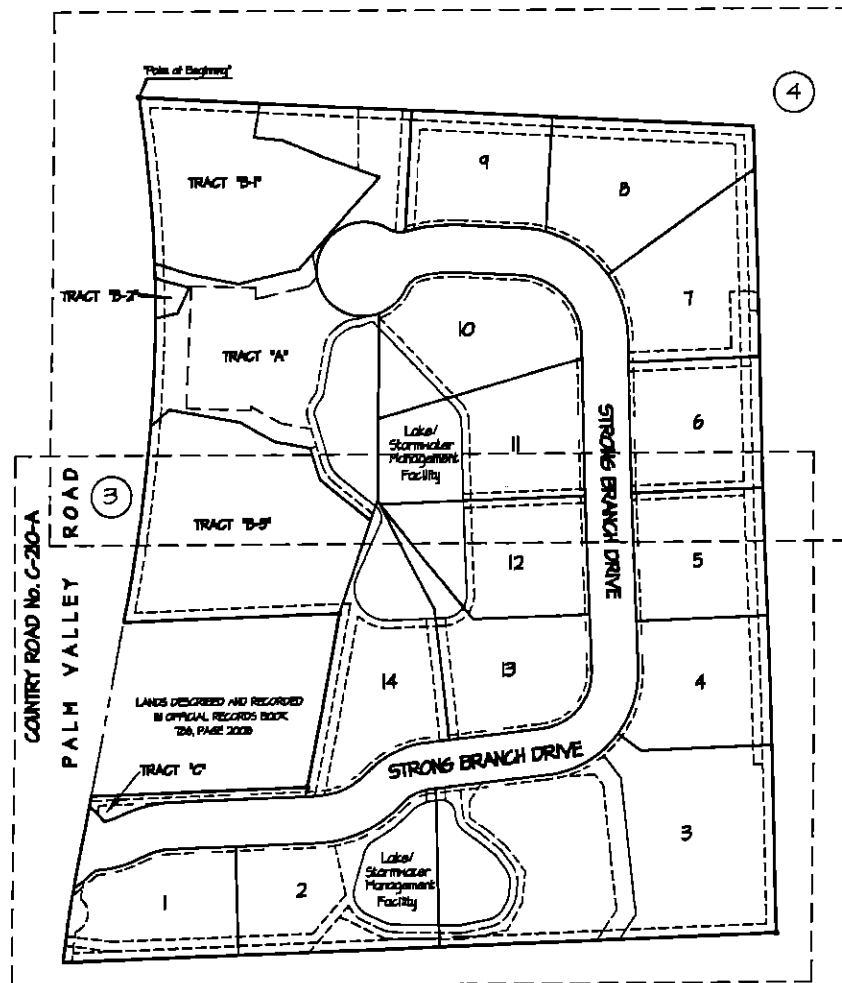 "Point of Beginning"
4
9
TRACT "B-1"
8
TRACT "B-2"
7
10
TRACT "A"
6
11
Lake/
Stormwater
Management
Facility
STRONG BRANCH DRIVE
3
TRACT "B-3"
12
5
COUNTRY ROAD No. C-210-A
PALM VALLEY ROAD
13
14
4
LANDS DESCRIBED AND RECORDED
IN OFFICIAL RECORDS BOOK
PAGE 2008
STRONG BRANCH DRIVE
TRACT "C"
3
Lake/
Stormwater
Management
Facility
2
1